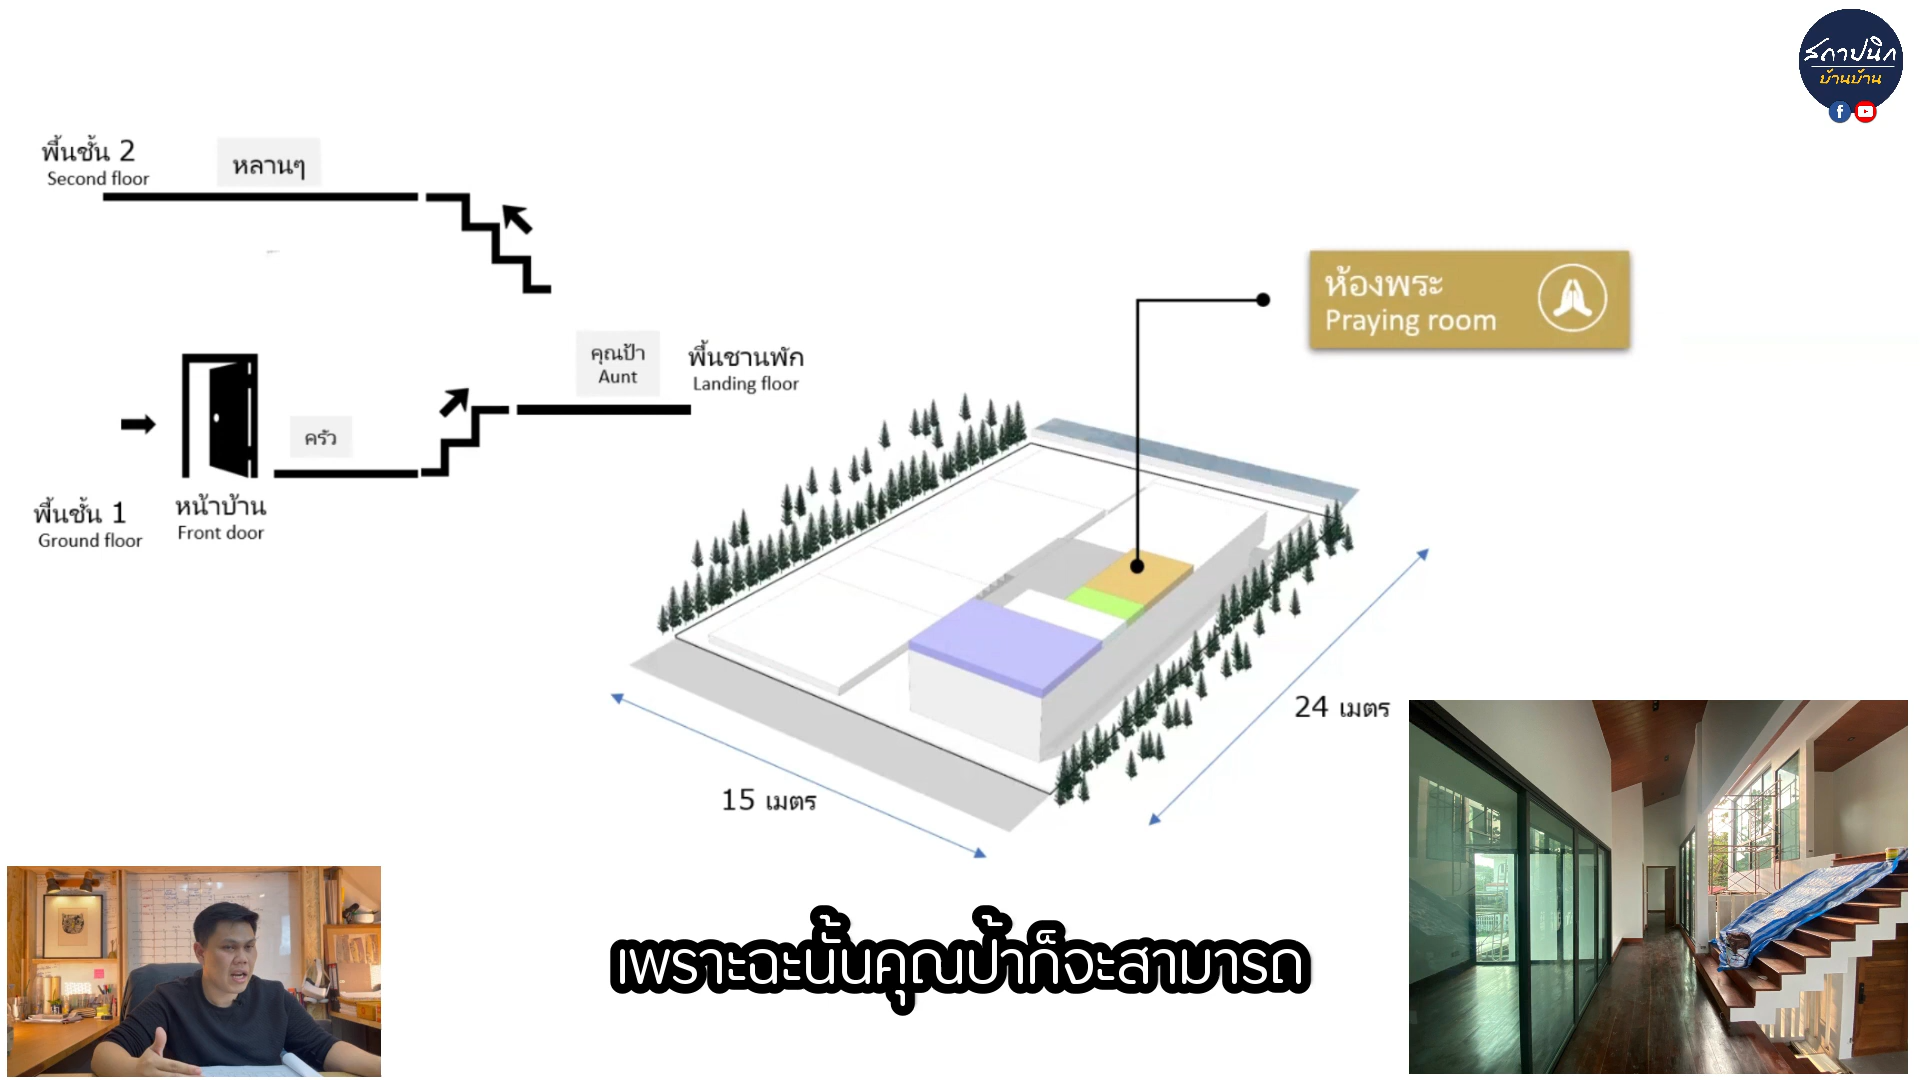 สถาปนิก
บ้านบ้าน
พื้นชั้น 2
Second floor
หลานๆ
ห้องพระ
Praying room
คุณป้า
Aunt
พื้นชานพัก
Landing floor
ครัว
พื้นชั้น 1
Ground floor
หน้าบ้าน
Front door
24 เมตร
15 เมตร
เพราะฉะนั้นคุณป้าก็จะสามารถ